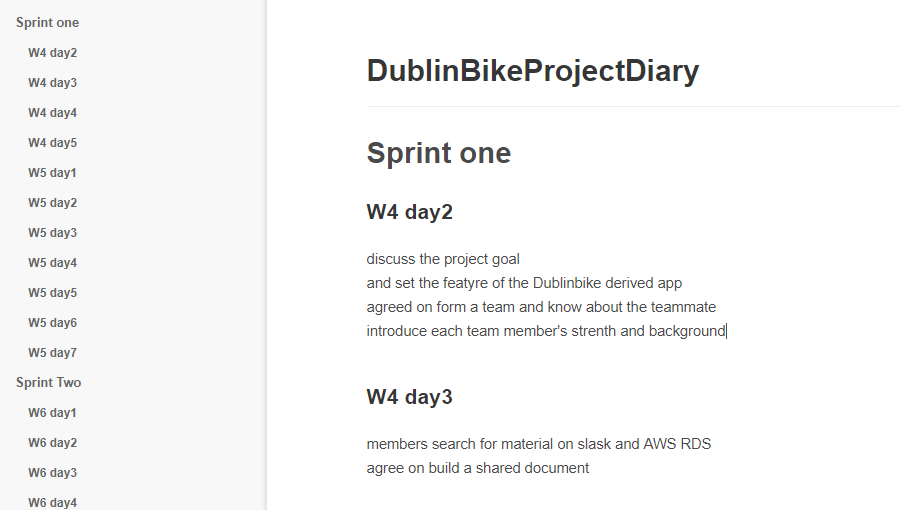 Sprint one
W4 day2
W4 day3
W4 day4
W4 day5
W5 day1
W5 day2
W5 day3
W5 day4
W5 day5
W5 day6
W5 day7
Sprint Two
W6 day1
W6 day2
W6 day3
W6 day4
DublinBikeProjectDiary
Sprint one
W4 day2
discuss the project goal
and set the featyre of the Dublinbike derived app
agreed on form a team and know about the teammate
introduce each team member's strenth and background
W4 day3
members search for material on slask and AWS RDS
agree on build a shared document